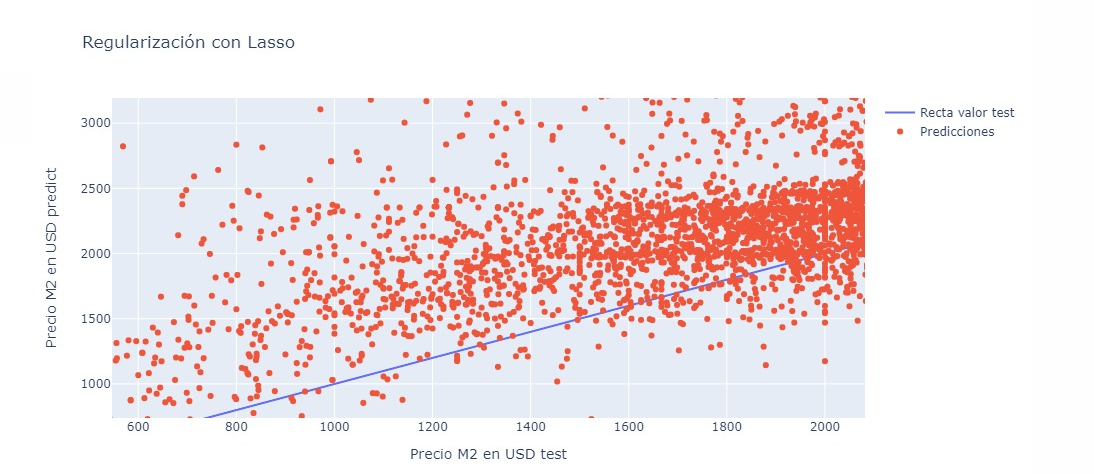 Regularización con Lasso
Recta valor test
Predicciones
Precio M2 en USD predict
3000
2500
2000
1500
1000
600 800 1000 1200 1400 1600 1800 2000
Precio M2 en USD test